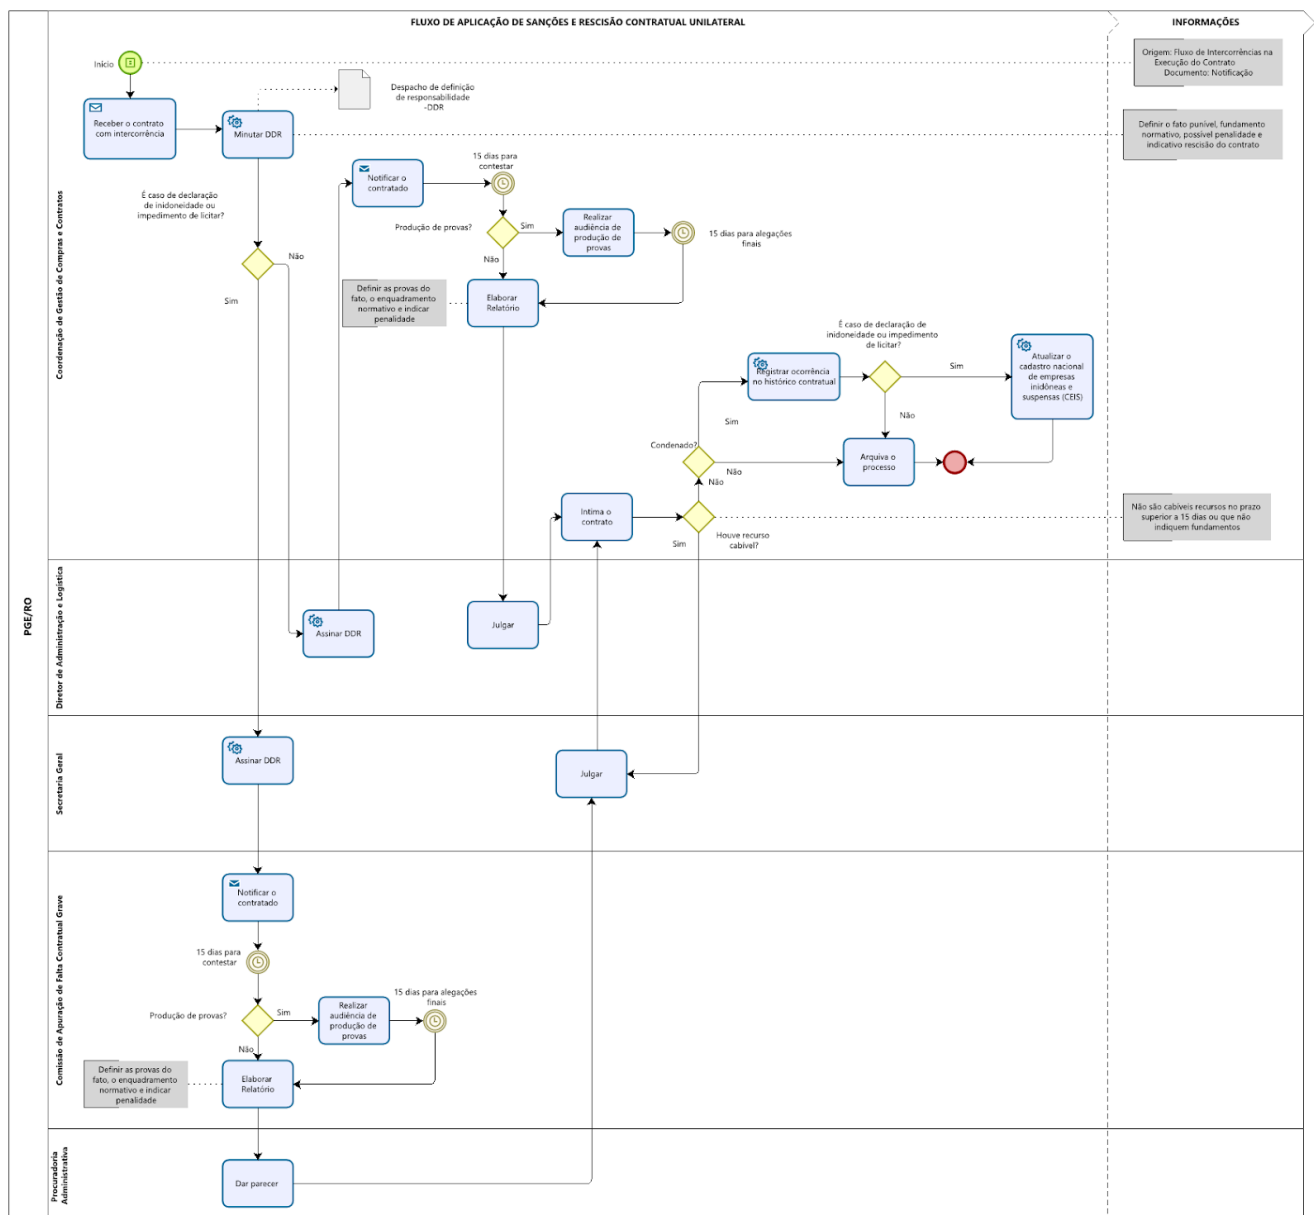 FLUXO DE APLICAÇÃO DE SANÇÕES E RESCISÃO CONTRATUAL UNILATERAL
INFORMAÇÕES
PGE/RO
Coordenação de Gestão de Compras e Contratos
Início
Origem: Fluxo de Intercorrências na
Execução do Contrato
Documento: Notificação
Receber o contrato
com intercorrência
Minutar DDR
Despacho de definição
de responsabilidade
-DDR
Definir o fato punível, fundamento
normativo, possível penalidade e
indicativo rescisão do contrato
É caso de declaração
de inidoneidade ou
impedimento de licitar?
Não
Sim
Notificar o
contratado
15 dias para
contestar
Produção de provas?
Sim
Não
Realizar
audiência de
produção de
provas
15 dias para alegações
finais
Definir as provas do
fato, o enquadramento
normativo e indicar
penalidade
Elaborar
Relatório
É caso de declaração de
inidoneidade ou impedimento
de licitar?
Registrar ocorrência
no histórico contratual
Sim
Não
Atualizar o
cadastro nacional
de empresas
inidôneas e
suspensas (CEIS)
Sim
Condenado?
Não
Arquiva o
processo
Não
Intima o
contrato
Sim
Houve recurso
cabível?
Não são cabíveis recursos no prazo
superior a 15 dias ou que não
indiquem fundamentos
Diretor de Administração e Logística
Assinar DDR
Julgar
Secretaria Geral
Assinar DDR
Julgar
Comissão de Apuração de Falta Contratual Grave
Notificar o
contratado
15 dias para
contestar
Produção de provas?
Sim
Não
Realizar
audiência de
produção de
provas
15 dias para alegações
finais
Definir as provas do
fato, o enquadramento
normativo e indicar
penalidade
Elaborar
Relatório
Procuradoria
Administrativa
Dar parecer